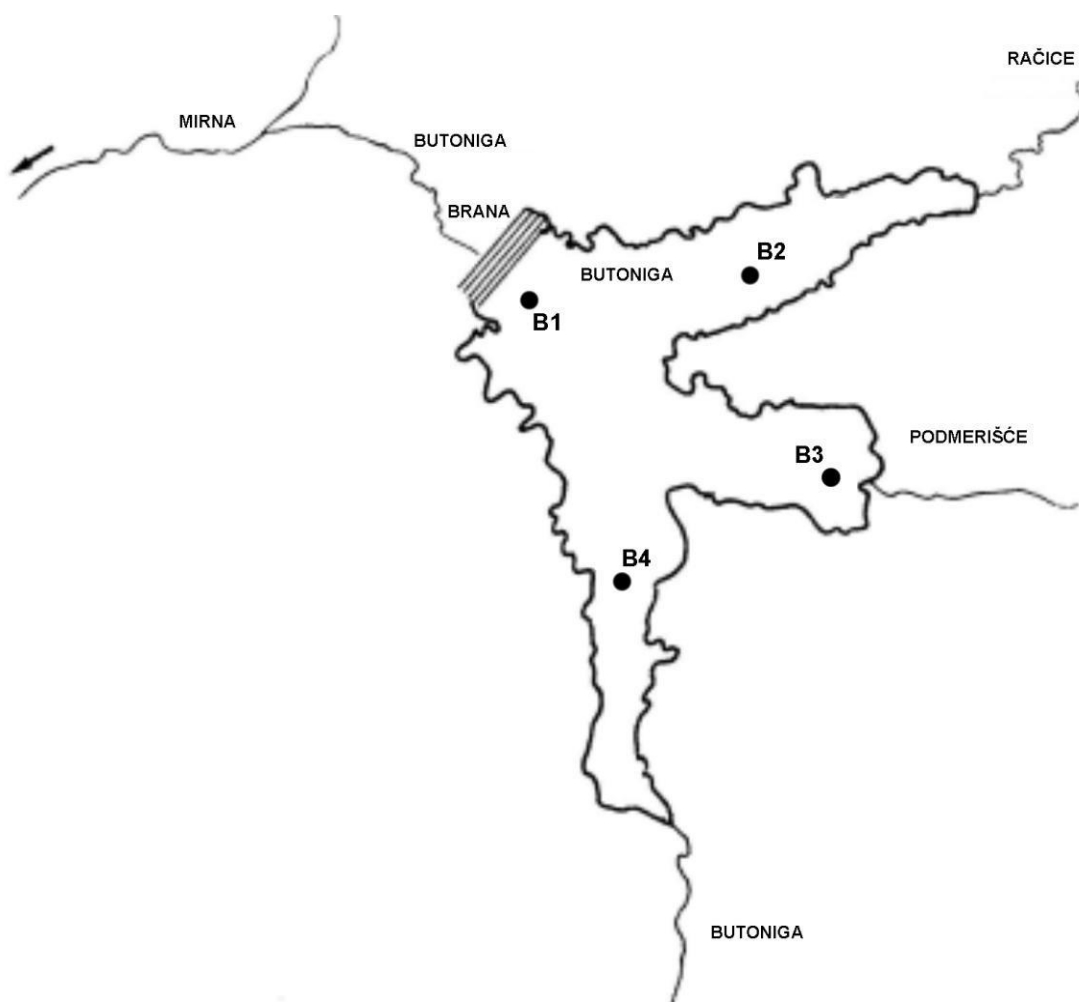 RAČICE
MIRNA
BUTONIGA
BRANA
B2
BUTONIGA
B1
PODMERIŠĆE
B3
B4
BUTONIGA